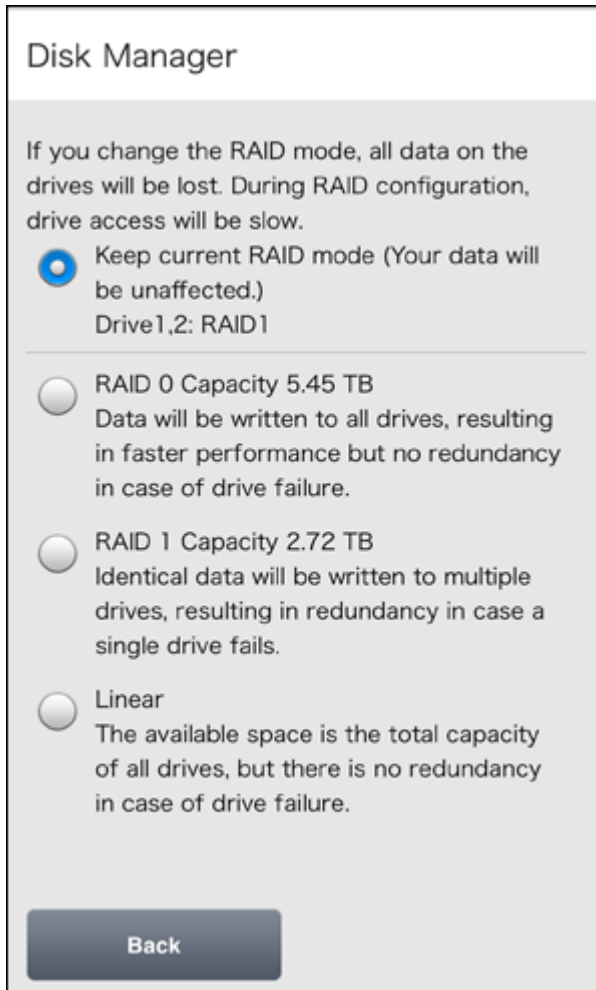 Disk Manager
If you change the RAID mode, all data on the
drives will be lost. During RAID configuration,
drive access will be slow.
Keep current RAID mode (Your data will
be unaffected.)
Drive1,2: RAID1
RAID 0 Capacity 5.45 TB
Data will be written to all drives, resulting
in faster performance but no redundancy
in case of drive failure.
RAID 1 Capacity 2.72 TB
Identical data will be written to multiple
drives, resulting in redundancy in case a
single drive fails.
Linear
The available space is the total capacity
of all drives, but there is no redundancy
in case of drive failure.
Back